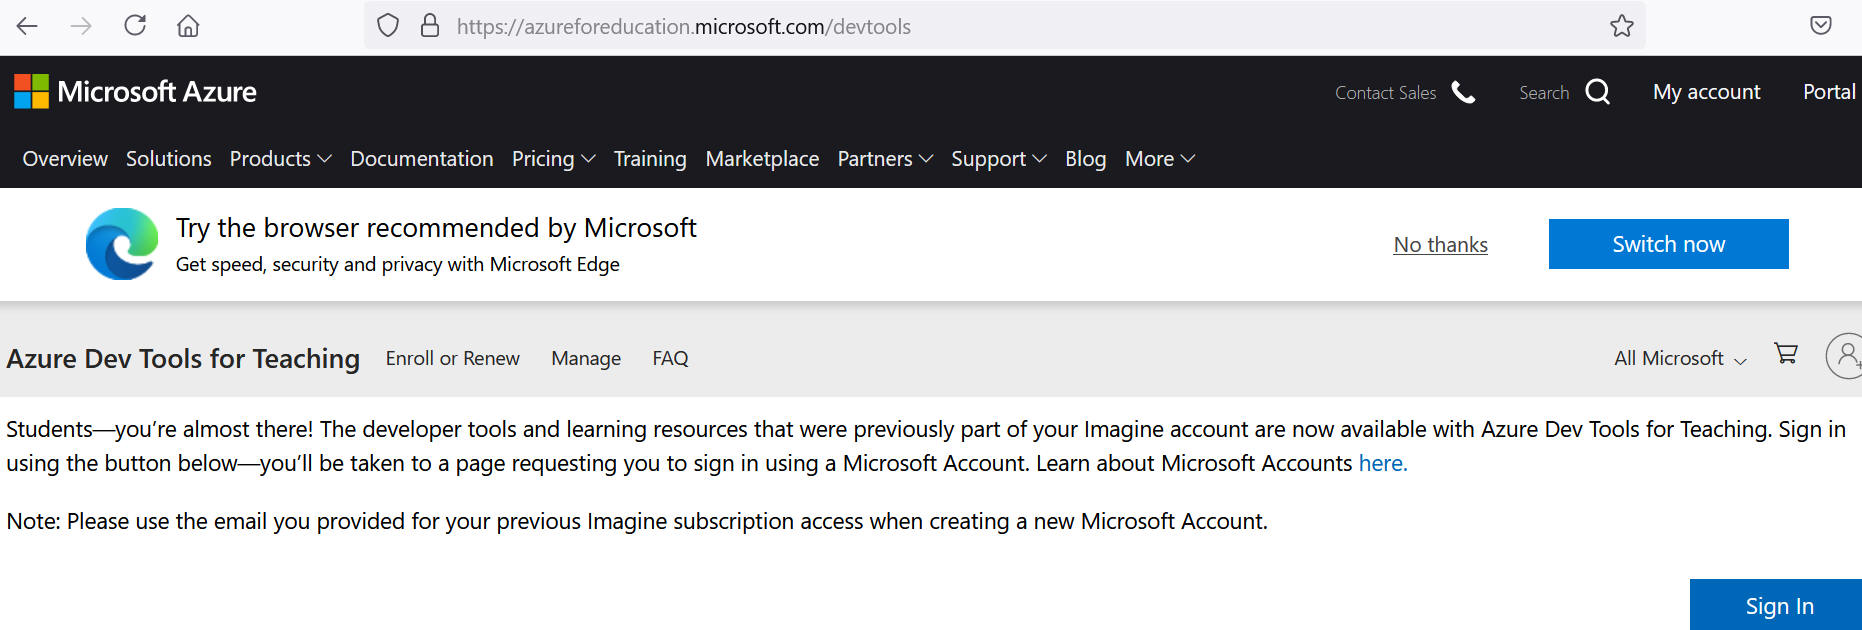 https://azureforeducation.microsoft.com/devtools
Microsoft Azure
Contact Sales Search My account Portal
Overview Solutions Products Documentation Pricing Training Marketplace Partners Support Blog More
Try the browser recommended by Microsoft
Get speed, security and privacy with Microsoft Edge
No thanks Switch now
Azure Dev Tools for Teaching Enroll or Renew Manage FAQ All Microsoft
Students—you’re almost there! The developer tools and learning resources that were previously part of your Imagine account are now available with Azure Dev Tools for Teaching. Sign in
using the button below—you’ll be taken to a page requesting you to sign in using a Microsoft Account. Learn about Microsoft Accounts here.
Note: Please use the email you provided for your previous Imagine subscription access when creating a new Microsoft Account.
Sign In